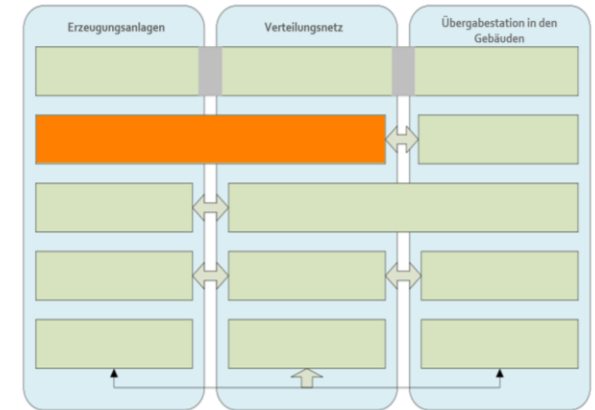 Erzeugungsanlagen
Verteilungsnetz
Übergabestation in den
Gebäuden